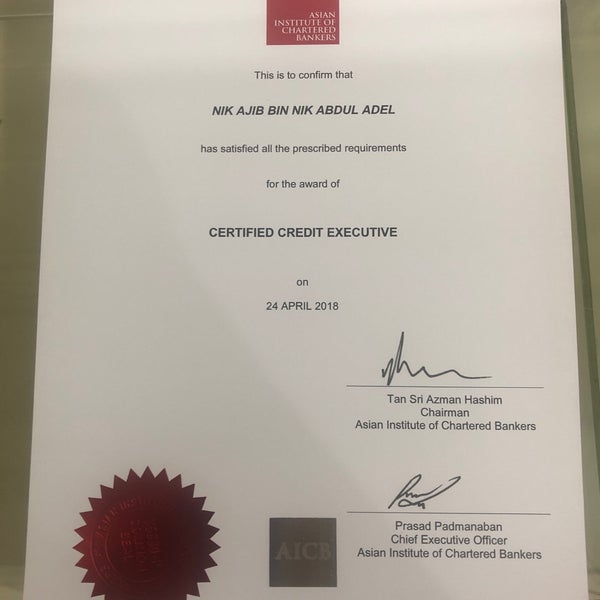 ASIAN
INSTITUTE OF
CHARTERED
BANKERS
This is to confirm that
NIK AJIB BIN NIK ABDUL ADEL
has satisfied all the prescribed requirements
for the award of
CERTIFIED CREDIT EXECUTIVE
on
24 APRIL 2018
Tan Sri Azman Hashim
Chairman
Asian Institute of Chartered Bankers
Prasad Padmanaban
Chief Executive Officer
Asian Institute of Chartered Bankers
AICB